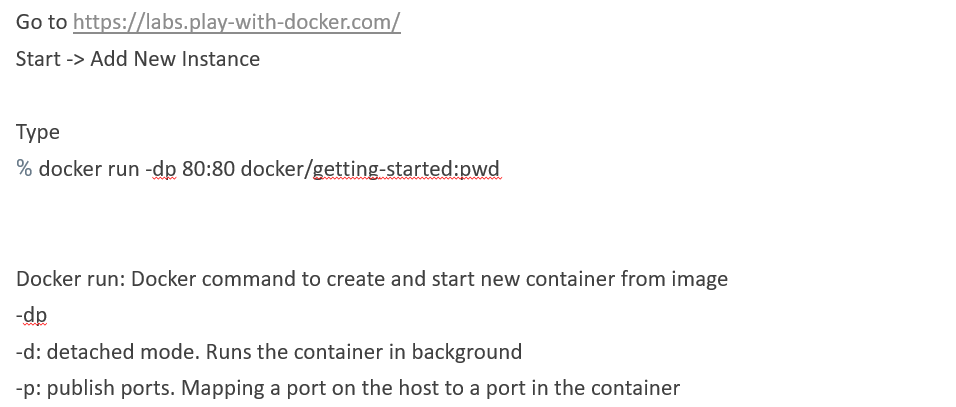 Go to https://labs.play-with-docker.com/
Start -> Add New Instance
Type
% docker run -dp 80:80 docker/getting-started:pwd
Docker run: Docker command to create and start new container from image
-dp
-d: detached mode. Runs the container in background
-p: publish ports. Mapping a port on the host to a port in the container